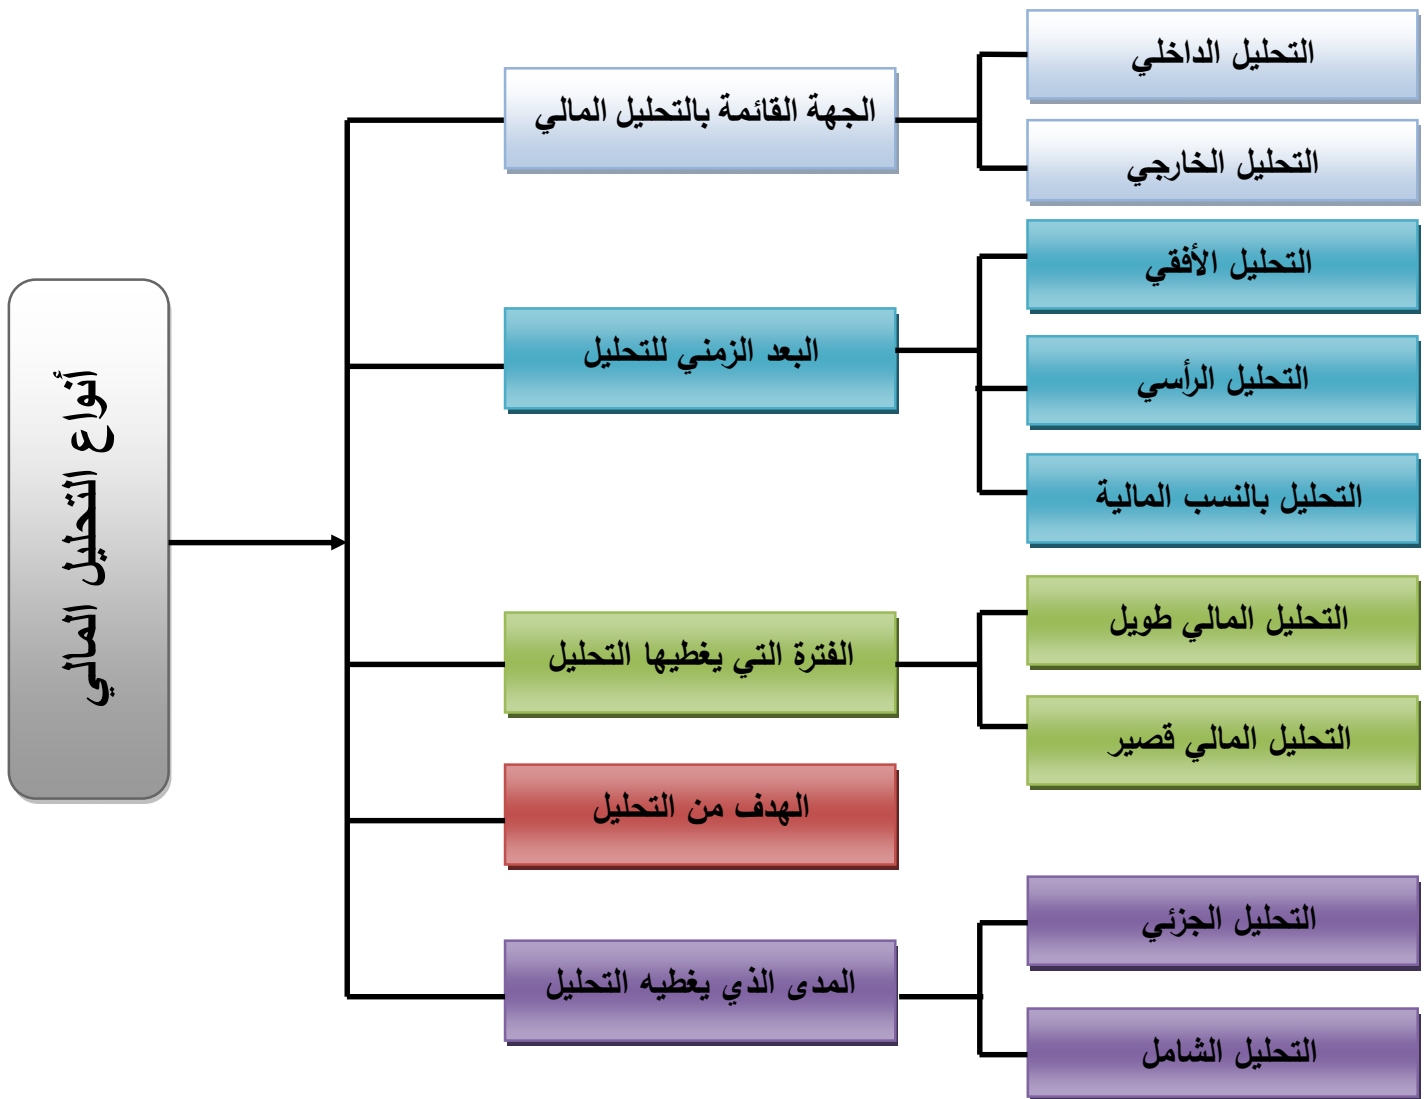 أنواع التحليل المالي
الجهة القائمة بالتحليل المالي
التحليل الداخلي
التحليل الخارجي
البعد الزمني للتحليل
التحليل الأفقي
التحليل الرأسي
التحليل بالنسب المالية
الفترة التي يغطيها التحليل
التحليل المالي طويل
التحليل المالي قصير
الهدف من التحليل
المدى الذي يغطيه التحليل
التحليل الجزئي
التحليل الشامل